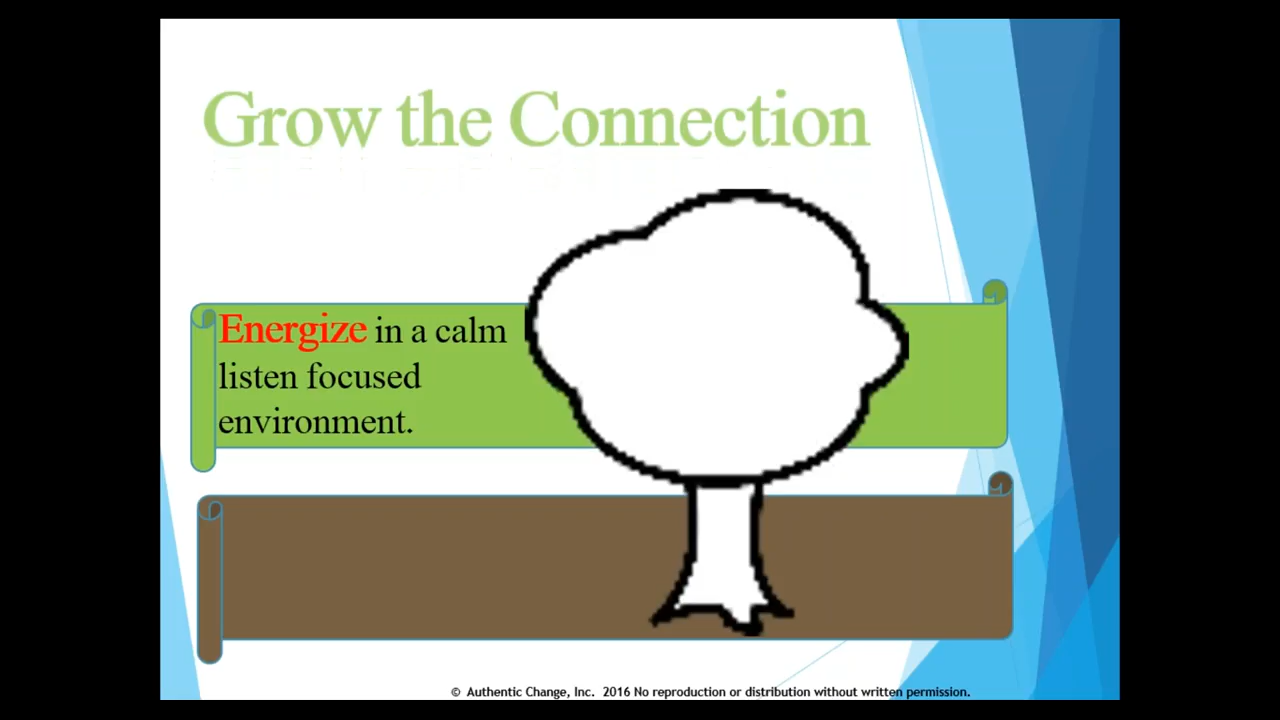 Grow the Connection
Energize in a calm
listen focused
environment.
© Authentic Change, Inc. 2016 No reproduction or distribution without written permission.